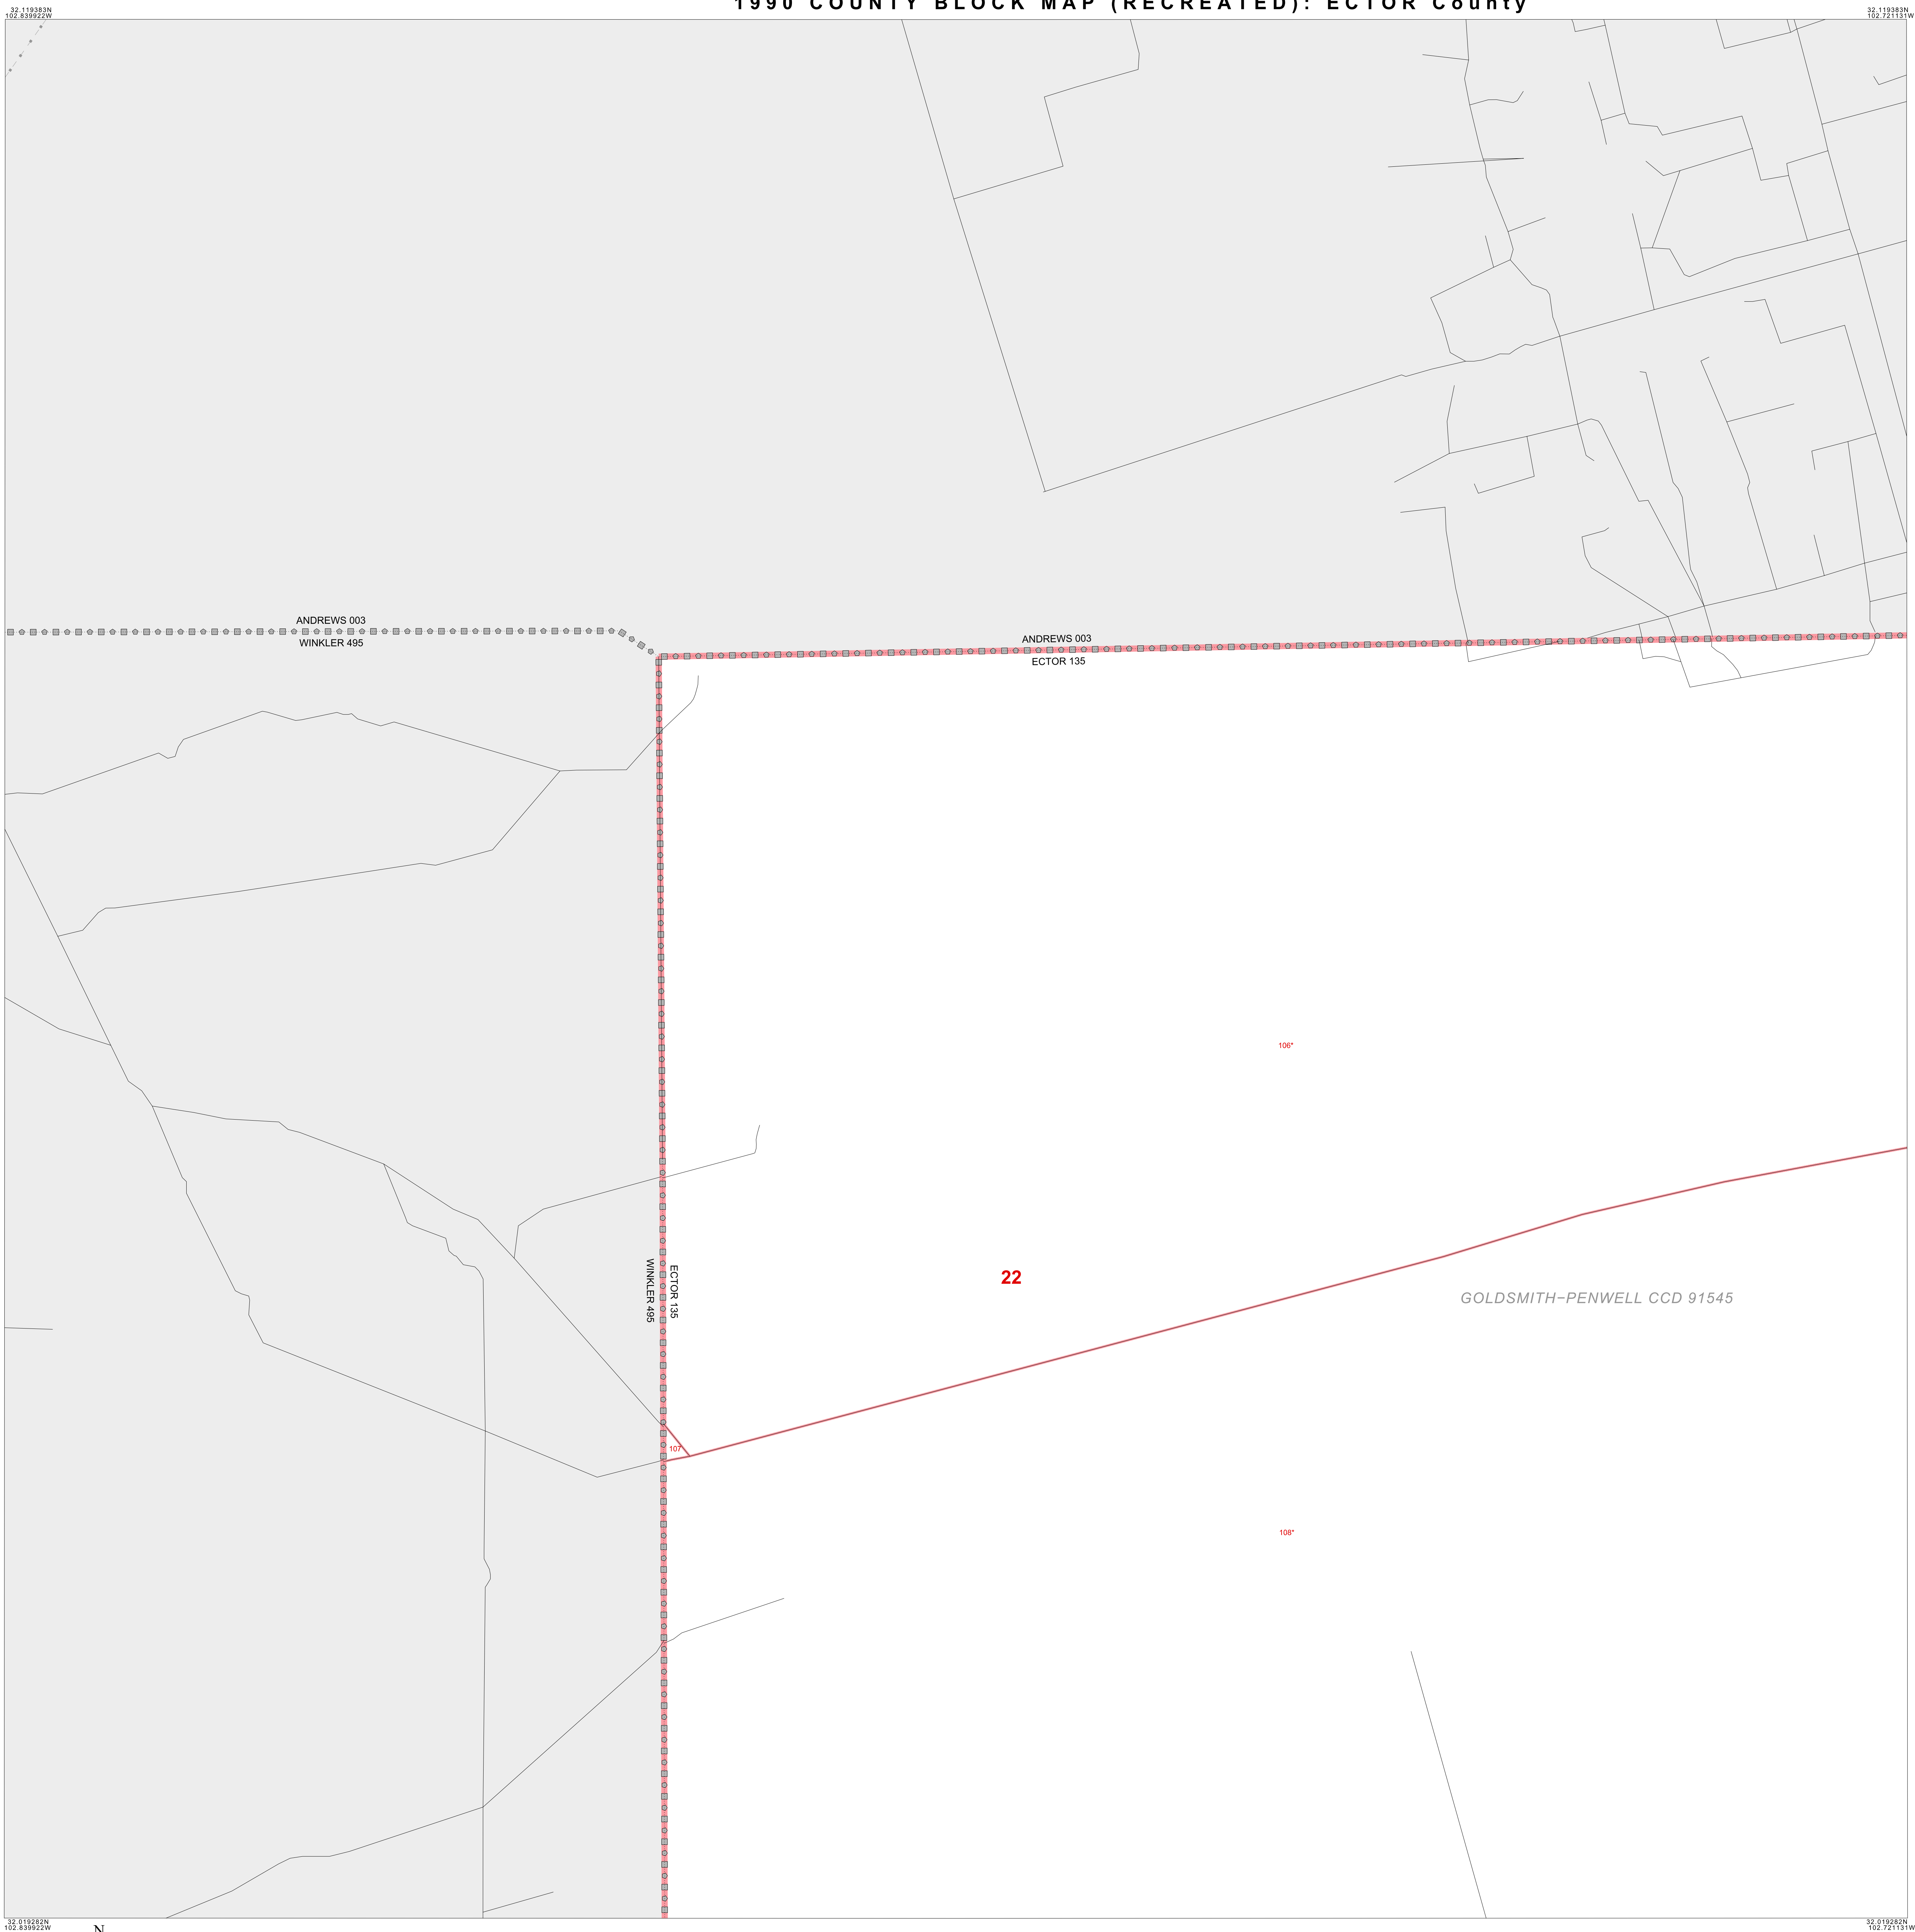 1990 COUNTY BLOCK MAP (RECREATED): ECTOR County
32.119383N
102.839922W
32.119383N
102.721131W
ANDREWS 003
WINKLER 495
ANDREWS 003
ECTOR 135
106*
WINKLER 495
ECTOR 135
22
GOLDSMITH-PENWELL CCD 91545
107
108*
32.019282N
102.839922W
N
32.019282N
102.721131W